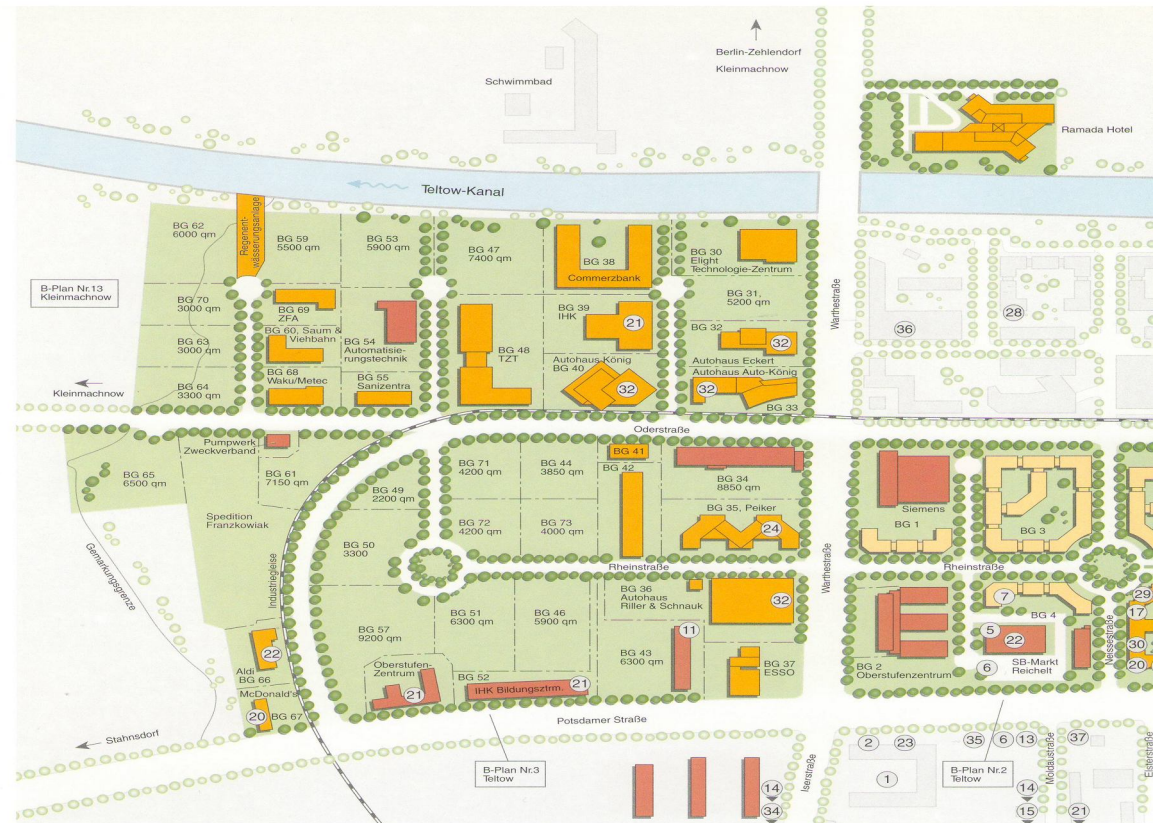 Berlin-Zehlendorf
Kleinmachnow
Schwimmbad
Ramada Hotel
Teltow-Kanal
BG 62
6000 qm
Regenent-
wässerungsanlage
BG 59
5500 qm
BG 53
5900 qm
BG 47
7400 qm
BG 38
Commerzbank
BG 30
Elight
Technologie-Zentrum
B-Plan Nr.13
Kleinmachnow
BG 70
3000 qm
BG 69
ZFA
BG 39
IHK
21
BG 31,
5200 qm
Warthestraße
28
36
BG 63
3000 qm
BG 60, Saum &
Viehbahn
BG 54
Automatisie-
rungstechnik
BG 48
TZT
BG 32
32
Autohaus Eckert
Autohaus König
BG 40
32
Autohaus Auto-König
32
BG 33
BG 64
3300 qm
BG 68
Waku/Metec
BG 55
Sanizentra
Kleinmachnow
Oderstraße
Pumpwerk
Zweckverband
BG 65
6500 qm
BG 61
7150 qm
Spedition
Franzkowiak
BG 49
2200 qm
BG 71
4200 qm
BG 44
3850 qm
BG 41
BG 42
BG 34
8850 qm
BG 35, Peiker
24
Siemens
BG 1
BG 3
BG 72
4200 qm
BG 73
4000 qm
BG 50
3300
Gemarkungsgrenze
Industriegleise
Rheinstraße
Warthestraße
Rheinstraße
BG 57
9200 qm
BG 51
6300 qm
BG 46
5900 qm
BG 36
Autohaus
Riller & Schnauk
32
11
BG 43
6300 qm
BG 37
ESSO
7
BG 4
5
22
6
SB-Markt
Reichelt
BG 2
Oberstufenzentrum
Neissestraße
29
17
30
20
Aldi
22
BG 66
McDonald's
20
BG 67
Oberstufen-
Zentrum
21
BG 52
IHK Bildungsztrm.
21
Potsdamer Straße
Stahnsdorf
B-Plan Nr.3
Teltow
B-Plan Nr.2
Teltow
Iserstraße
2
23
1
35
6
13
Moldaustraße
37
Elsterstraße
14
34
14
15
21